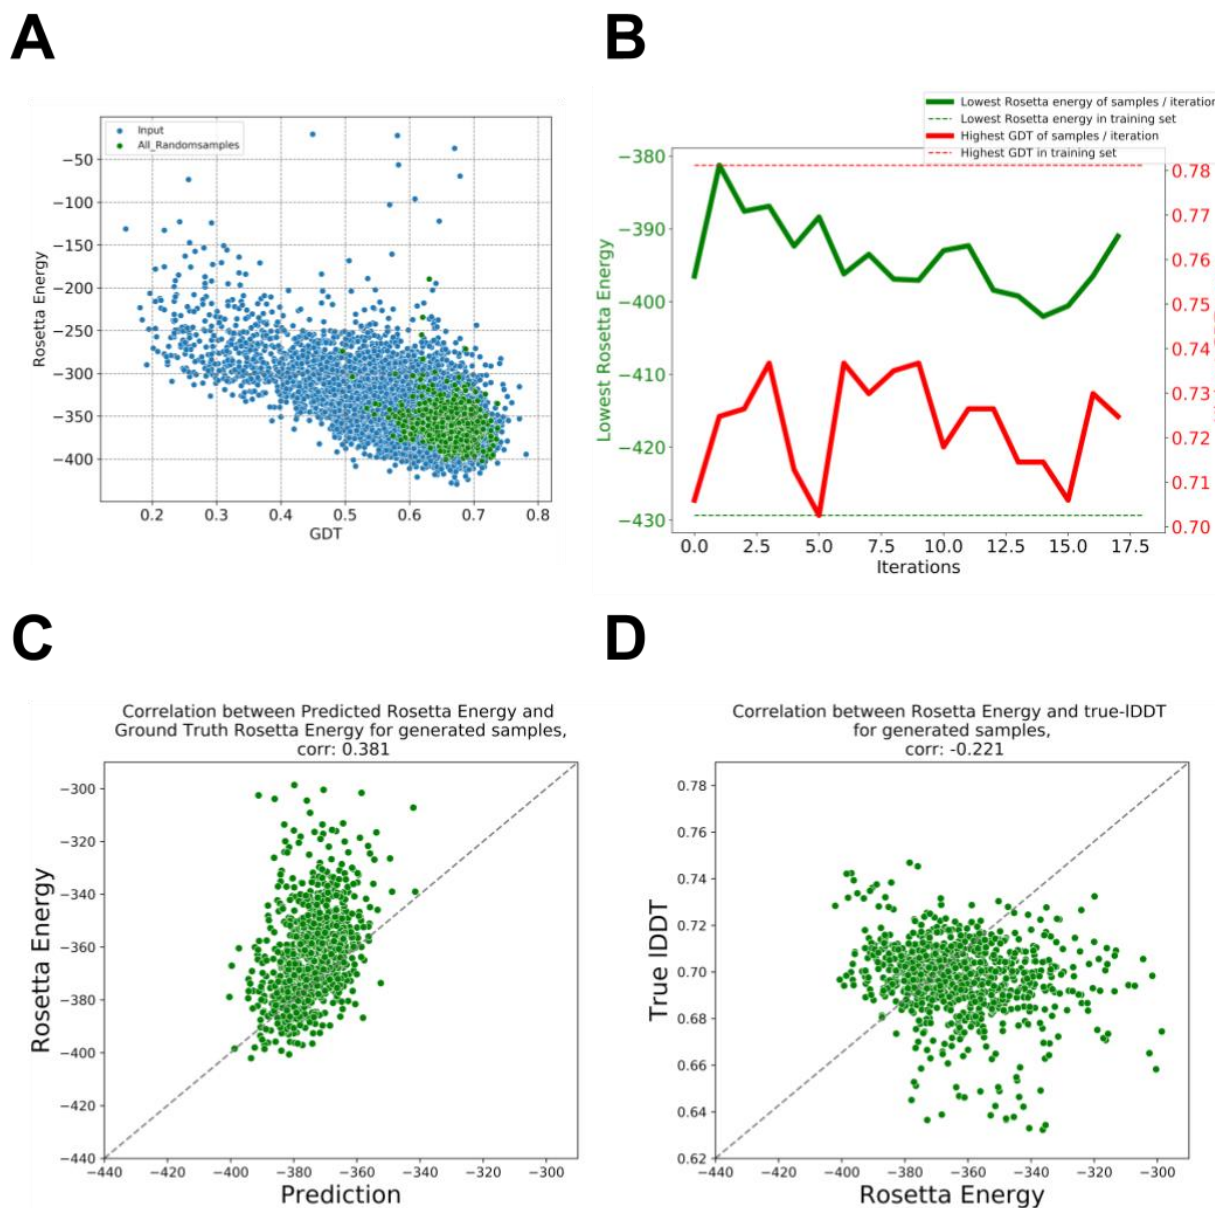 A
B
Input
All_Randomsamples
−50
−100
−150
−200
−250
−300
−350
−400
Rosetta Energy
0.2 0.3 0.4 0.5 0.6 0.7 0.8
GDT
Lowest Rosetta energy of samples / iteration
Lowest Rosetta energy in training set
Highest GDT of samples / iteration
Highest GDT in training set
−380
−390
−400
−410
−420
−430
Lowest Rosetta Energy
0.78
0.77
0.76
0.75
0.74
0.73
0.72
0.71
0.70
0.0 2.5 5.0 7.5 10.0 12.5 15.0 17.5
Iterations
C
D
Correlation between Predicted Rosetta Energy and
Ground Truth Rosetta Energy for generated samples,
corr: 0.381
−300
−320
−340
−360
−380
−400
−420
−440
Rosetta Energy
−440 −420 −400 −380 −360 −340 −320 −300
Prediction
Correlation between Rosetta Energy and true-lDDT
for generated samples,
corr: -0.221
0.78
0.76
0.74
0.72
0.70
0.68
0.66
0.64
0.62
True lDDT
−440 −420 −400 −380 −360 −340 −320 −300
Rosetta Energy